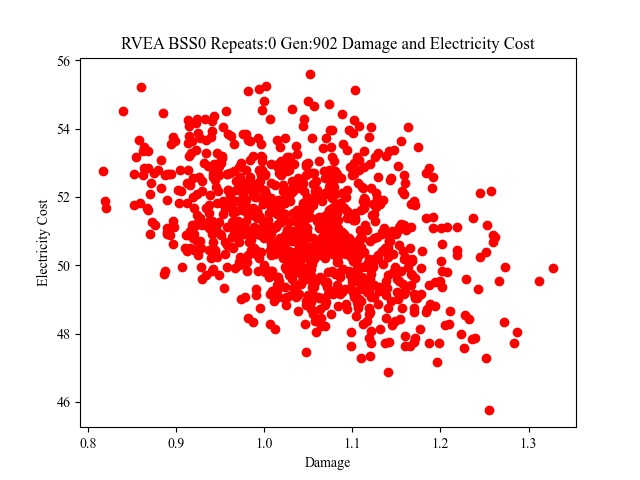 RVEA BSS0 Repeats:0 Gen:902 Damage and Electricity Cost
56
54
52
50
48
46
Electricity Cost
0.8 0.9 1.0 1.1 1.2 1.3
Damage